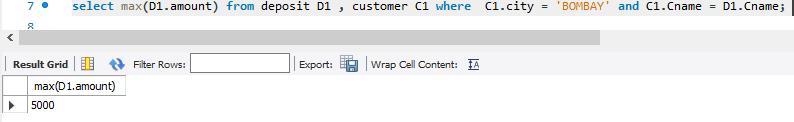 7 select max(D1.amount) from deposit D1 , customer C1 where  C1.city = 'BOMBAY' and C1.Cname = D1.Cname;
8
Result Grid Filter Rows: Export: Wrap Cell Content:
max(D1.amount)
5000